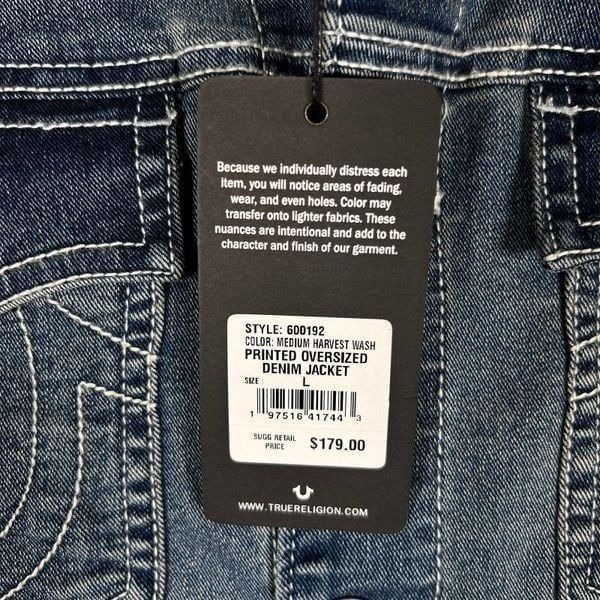 Because we individually distress each
item, you will notice areas of fading,
wear, and even holes. Color may
transfer onto lighter fabrics. These
nuances are intentional and add to the
character and finish of our garment.
STYLE: 600192
COLOR: MEDIUM HARVEST WASH
PRINTED OVERSIZED
DENIM JACKET
SIZE L
1 97516 41744 3
SUGG RETAIL
PRICE $179.00
WWW.TRUERELIGION.COM